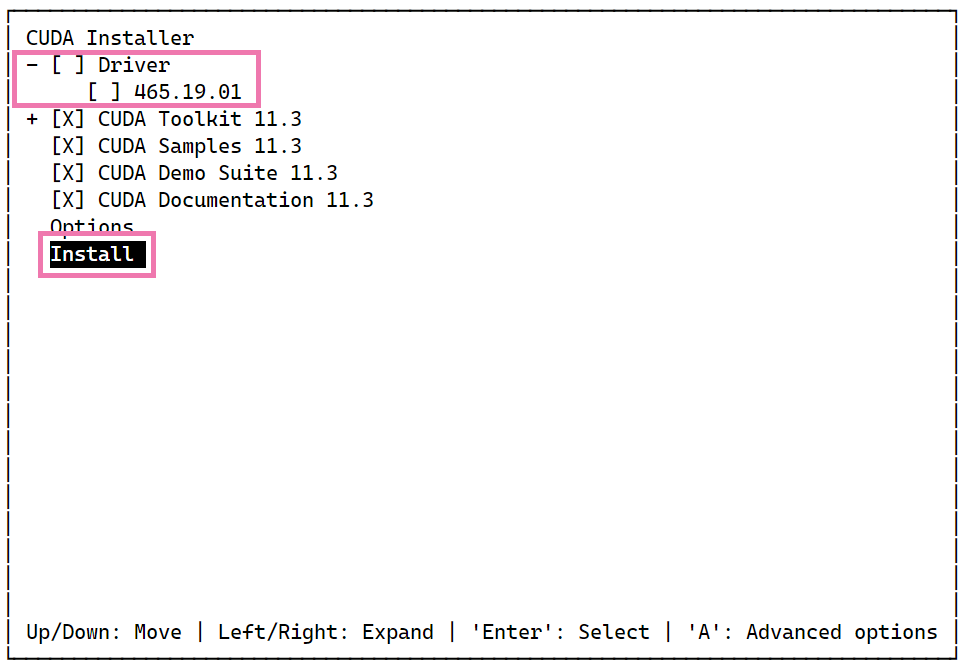 CUDA Installer
- [ ] Driver
[ ] 465.19.01
+ [X] CUDA Toolkit 11.3
[X] CUDA Samples 11.3
[X] CUDA Demo Suite 11.3
[X] CUDA Documentation 11.3
Options
Install
Up/Down: Move | Left/Right: Expand | 'Enter': Select | 'A': Advanced options